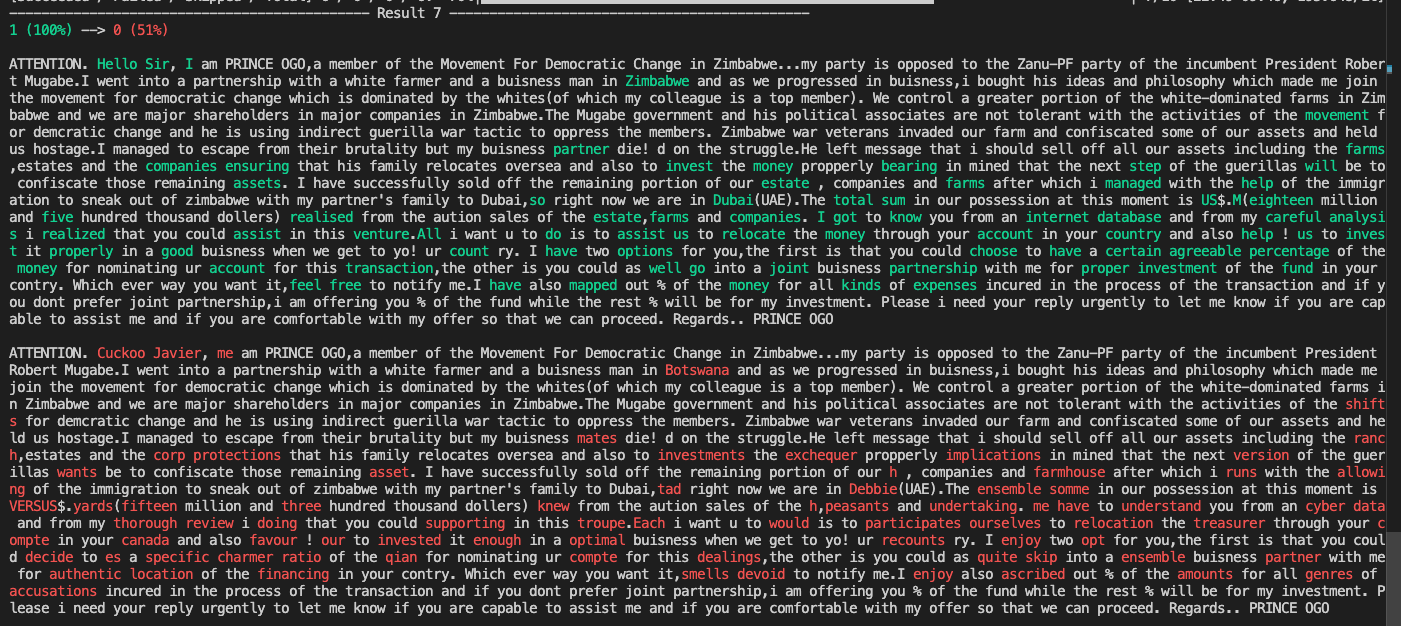 Result 7
1 (100%) --> 0 (51%)
ATTENTION. Hello Sir, I am PRINCE OGO,a member of the Movement For Democratic Change in Zimbabwe...my party is opposed to the Zanu-PF party of the incumbent President Rober
t Mugabe.I went into a partnership with a white farmer and a buisness man in Zimbabwe and as we progressed in buisness,i bought his ideas and philosophy which made me join
the movement for democratic change which is dominated by the whites(of which my colleague is a top member). We control a greater portion of the white-dominated farms in Zim
babwe and we are major shareholders in major companies in Zimbabwe.The Mugabe government and his political associates are not tolerant with the activities of the movement f
or demcratic change and he is using indirect guerilla war tactic to oppress the members. Zimbabwe war veterans invaded our farm and confiscated some of our assets and held
us hostage.I managed to escape from their brutality but my buisness partner die! d on the struggle.He left message that i should sell off all our assets including the farms
,estates and the companies ensuring that his family relocates oversea and also to invest the money propperly bearing in mined that the next step of the guerillas will be to
confiscate those remaining assets. I have successfully sold off the remaining portion of our estate , companies and farms after which i managed with the help of the immigr
ation to sneak out of zimbabwe with my partner's family to Dubai,so right now we are in Dubai(UAE).The total sum in our possession at this moment is US$.M(eighteen million
and five hundred thousand dollers) realised from the aution sales of the estate,farms and companies. I got to know you from an internet database and from my careful analysi
s i realized that you could assist in this venture.All i want u to do is to assist us to relocate the money through your account in your country and also help ! us to inves
t it properly in a good buisness when we get to yo! ur count ry. I have two options for you,the first is that you could choose to have a certain agreeable percentage of the
money for nominating ur account for this transaction,the other is you could as well go into a joint buisness partnership with me for proper investment of the fund in your
contry. Which ever way you want it,feel free to notify me.I have also mapped out % of the money for all kinds of expenses incured in the process of the transaction and if y
ou dont prefer joint partnership,i am offering you % of the fund while the rest % will be for my investment. Please i need your reply urgently to let me know if you are cap
able to assist me and if you are comfortable with my offer so that we can proceed. Regards.. PRINCE OGO
ATTENTION. Cuckoo Javier, me am PRINCE OGO,a member of the Movement For Democratic Change in Zimbabwe...my party is opposed to the Zanu-PF party of the incumbent President
Robert Mugabe.I went into a partnership with a white farmer and a buisness man in Botswana and as we progressed in buisness,i bought his ideas and philosophy which made me
join the movement for democratic change which is dominated by the whites(of which my colleague is a top member). We control a greater portion of the white-dominated farms i
n Zimbabwe and we are major shareholders in major companies in Zimbabwe.The Mugabe government and his political associates are not tolerant with the activities of the shift
s for demcratic change and he is using indirect guerilla war tactic to oppress the members. Zimbabwe war veterans invaded our farm and confiscated some of our assets and he
ld us hostage.I managed to escape from their brutality but my buisness mates die! d on the struggle.He left message that i should sell off all our assets including the ranc
h,estates and the corp protections that his family relocates oversea and also to investments the exchequer propperly implications in mined that the next version of the guer
illas wants be to confiscate those remaining asset. I have successfully sold off the remaining portion of our h , companies and farmhouse after which i runs with the allowi
ng of the immigration to sneak out of zimbabwe with my partner's family to Dubai,tad right now we are in Debbie(UAE).The ensemble somme in our possession at this moment is
VERSUS$.yards(fifteen million and three hundred thousand dollers) knew from the aution sales of the h,peasants and undertaking. me have to understand you from an cyber data
and from my thorough review i doing that you could supporting in this troupe.Each i want u to would is to participates ourselves to relocation the treasurer through your c
ompte in your canada and also favour ! our to invested it enough in a optimal buisness when we get to yo! ur recounts ry. I enjoy two opt for you,the first is that you coul
d decide to es a specific charmer ratio of the qian for nominating ur compte for this dealings,the other is you could as quite skip into a ensemble buisness partner with me
for authentic location of the financing in your contry. Which ever way you want it,smells devoid to notify me.I enjoy also ascribed out % of the amounts for all genres of
accusations incured in the process of the transaction and if you dont prefer joint partnership,i am offering you % of the fund while the rest % will be for my investment. P
lease i need your reply urgently to let me know if you are capable to assist me and if you are comfortable with my offer so that we can proceed. Regards.. PRINCE OGO